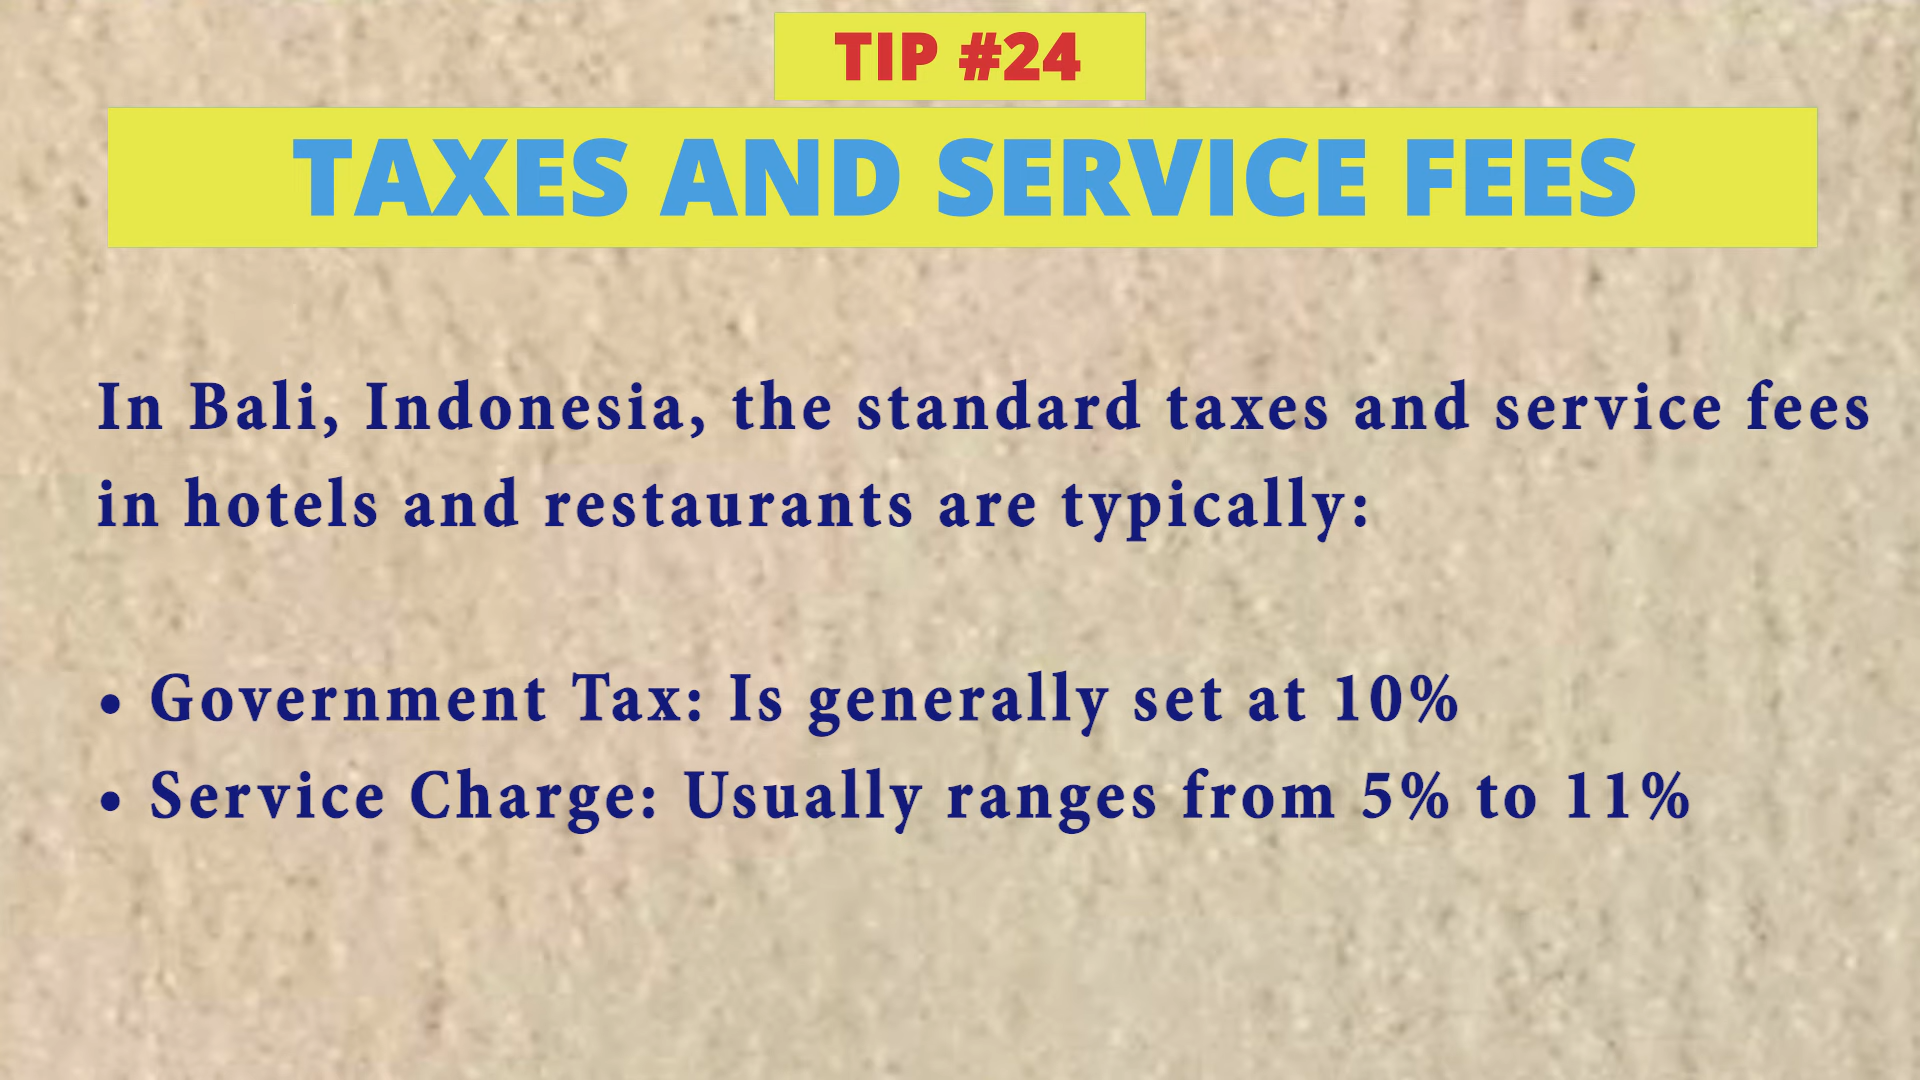 TIP #24
TAXES AND SERVICE FEES
In Bali, Indonesia, the standard taxes and service fees
in hotels and restaurants are typically:
• Government Tax: Is generally set at 10%
• Service Charge: Usually ranges from 5% to 11%